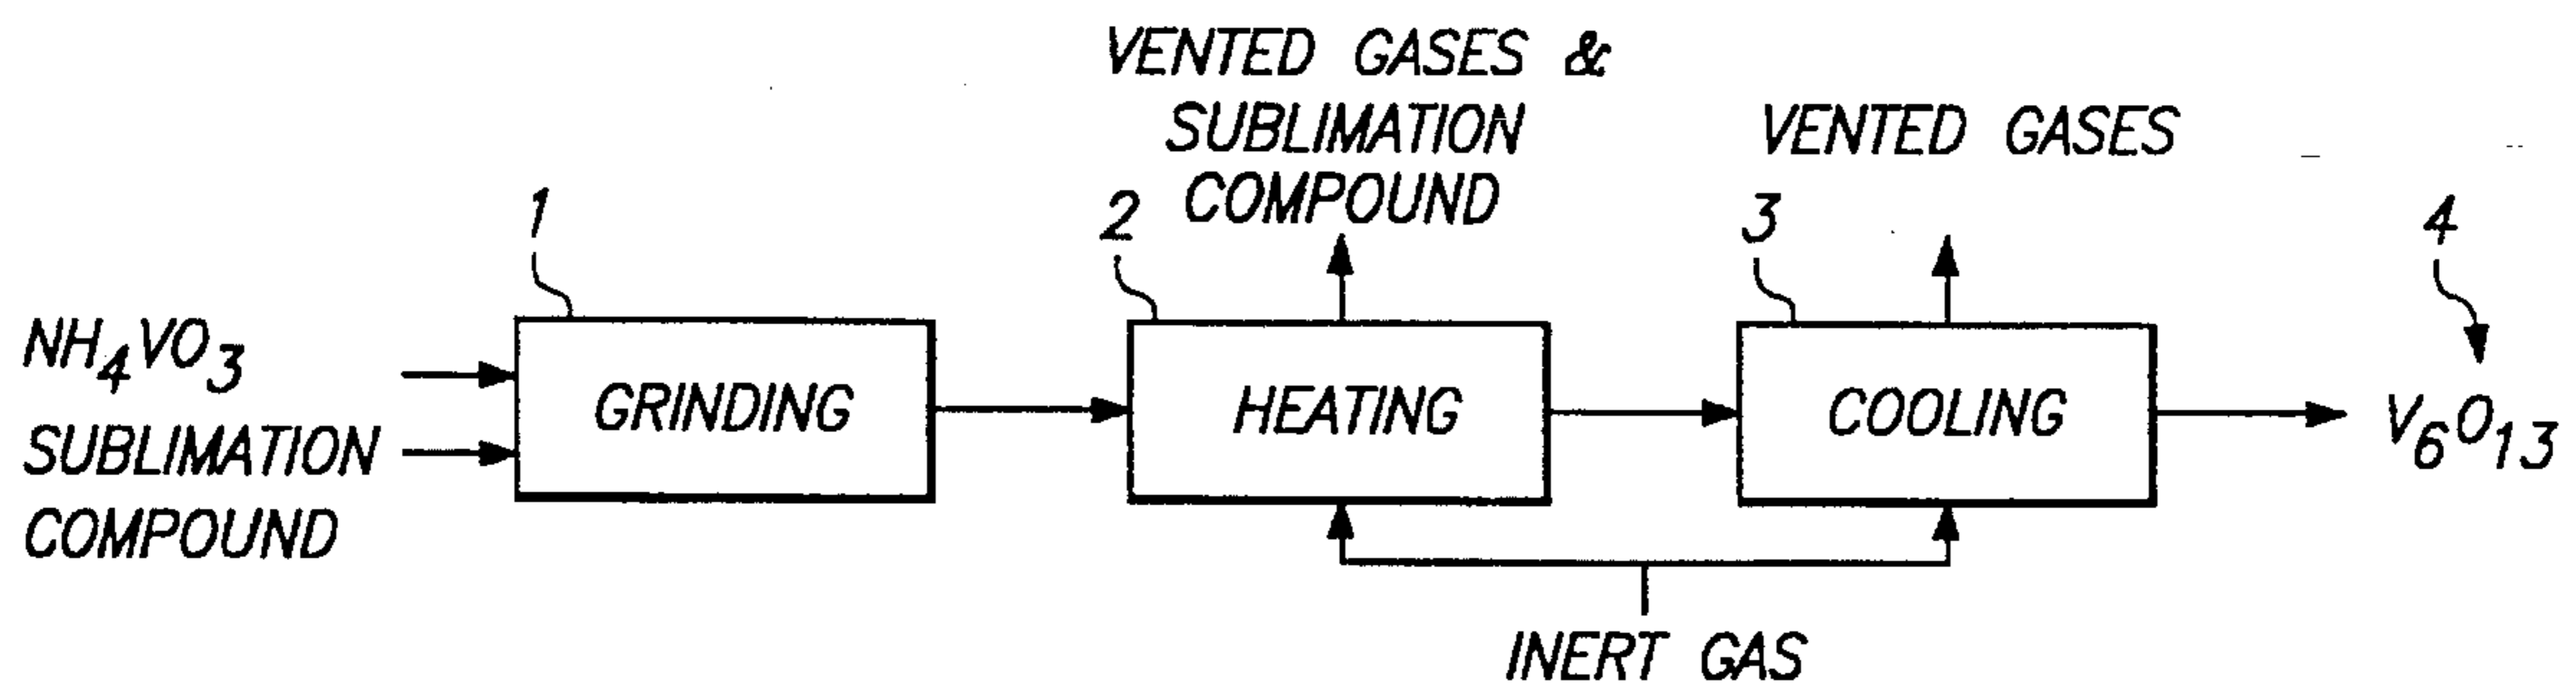 VENTED GASES &
SUBLIMATION
COMPOUND
VENTED GASES
1
2
3
4
NH4VO3
SUBLIMATION
COMPOUND
GRINDING
HEATING
COOLING
V6O13
INERT GAS